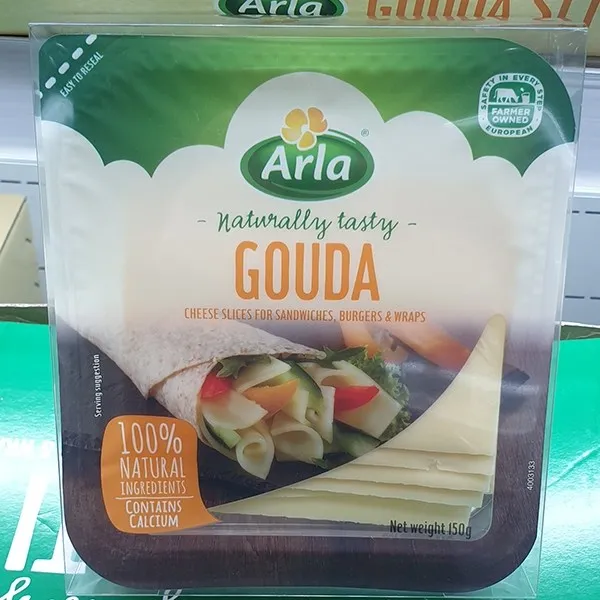 Arla GOUDA
EASY TO RESEAL
SAFETY IN EVERY STEP
FARMER
OWNED
EUROPEAN
Arla®
- Naturally tasty -
GOUDA
CHEESE SLICES FOR SANDWICHES, BURGERS & WRAPS
Serving suggestion
100%
NATURAL
INGREDIENTS
CONTAINS
CALCIUM
4003133
Net weight 150g